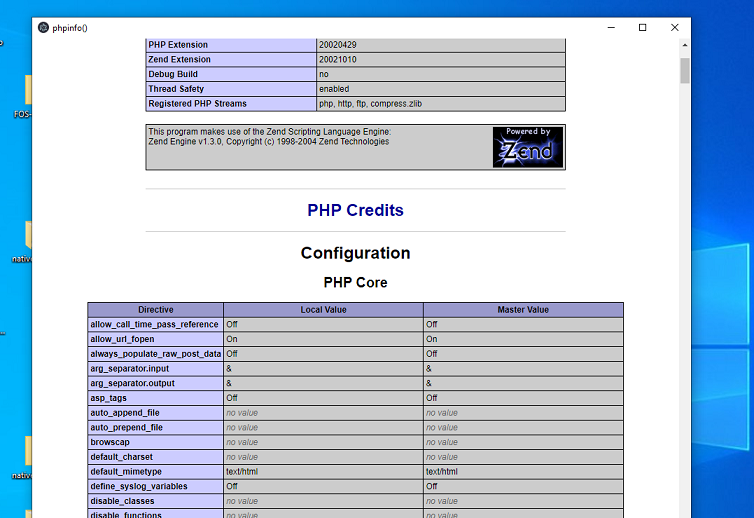 phpinfo()
PHP Extension 20020429
Zend Extension 20021010
Debug Build no
Thread Safety enabled
Registered PHP Streams php, http, ftp, compress.zlib
This program makes use of the Zend Scripting Language Engine:
Zend Engine v1.3.0, Copyright (c) 1998-2004 Zend Technologies
Powered by
Zend
PHP Credits
Configuration
PHP Core
Directive Local Value Master Value
allow_call_time_pass_reference Off Off
allow_url_fopen On On
always_populate_raw_post_data Off Off
arg_separator.input & &
arg_separator.output & &
asp_tags Off Off
auto_append_file no value no value
auto_prepend_file no value no value
browscap no value no value
default_charset no value no value
default_mimetype text/html text/html
define_syslog_variables Off Off
disable_classes no value no value
disable_functions no value no value
FOS-
native
native